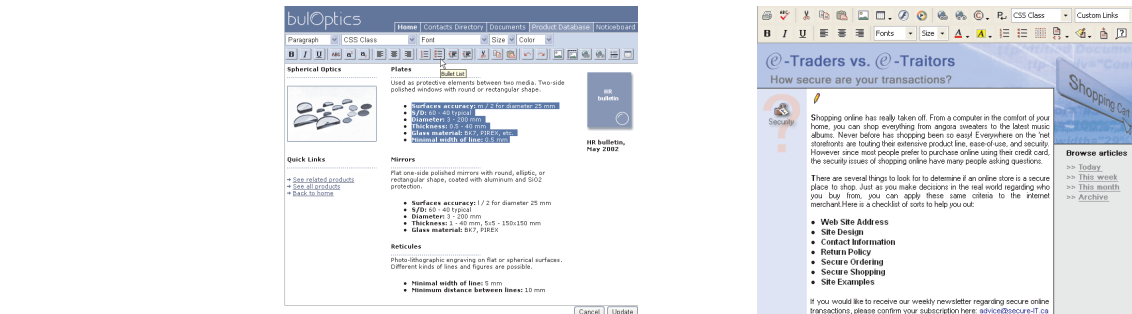 bulOptics
Home Contacts Directory Documents Product Database Noticeboard
Paragraph CSS Class Font Size Color
B I U ABC
Bullet List
Spherical Optics
Quick Links
See related products
See all products
Back to home
Plates
Used as protective elements between two media. Two-side
polished windows with round or rectangular shape.
Surfaces accuracy: m / 2 for diameter 25 mm
S/D: 60 - 40 typical
Diameter: 3 - 200 mm
Thickness: 0.5 - 40 mm
Glass material: BK7, PIREX, etc.
Minimal width of line: 0,5 mm
Mirrors
Flat one-side polished mirrors with round, elliptic, or
rectangular shape, coated with aluminum and SiO2
protection.
Surfaces accuracy: l / 2 for diameter 25 mm
S/D: 60 - 40 typical
Diameter: 3 - 200 mm
Thickness: 1 - 40 mm, 5x5 - 150x150 mm
Glass material: BK7, PIREX
Reticules
Photo-lithographic engraving on flat or spherical surfaces.
Different kinds of lines and figures are possible.
Minimal width of line: 5 mm
Minimum distance between lines: 10 mm
HR
bulletin
HR bulletin,
May 2002
Cancel Update
CSS Class Custom Links
B I U Fonts Size A A
@-Traders vs. @-Traitors
How secure are your transactions?
Security
Shopping Cart
Shopping online has really taken off. From a computer in the comfort of your
home, you can shop everything from angora sweaters to the latest music
albums. Never before has shopping been so easy! Everywhere on the 'net
storefronts are touting their extensive product line, ease-of-use, and security.
However since most people prefer to purchase online using their credit card,
the security issues of shopping online have many people asking questions.
There are several things to look for to determine if an online store is a secure
place to shop. Just as you make decisions in the real world regarding who
you buy from, you can apply these same criteria to the internet
merchant.Here is a checklist of sorts to help you out:
Web Site Address
Site Design
Contact Information
Return Policy
Secure Ordering
Secure Shopping
Site Examples
If you would like to receive our weekly newsletter regarding secure online
transactions, please confirm your subscription here: advice@secure-IT.ca
Browse articles
>> Today
>> This week
>> This month
>> Archive